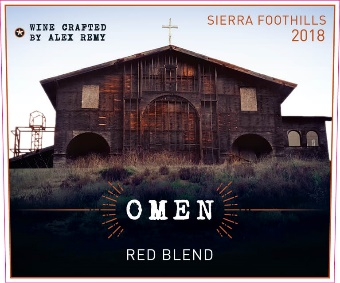 WINE CRAFTED
BY ALEX REMY
SIERRA FOOTHILLS
2018
OMEN
RED BLEND